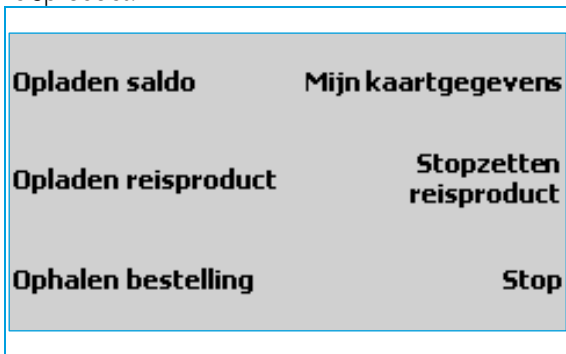 Opladen saldo
Mijn kaartgegevens
Opladen reisproduct
Stopzetten
reisproduct
Ophalen bestelling
Stop